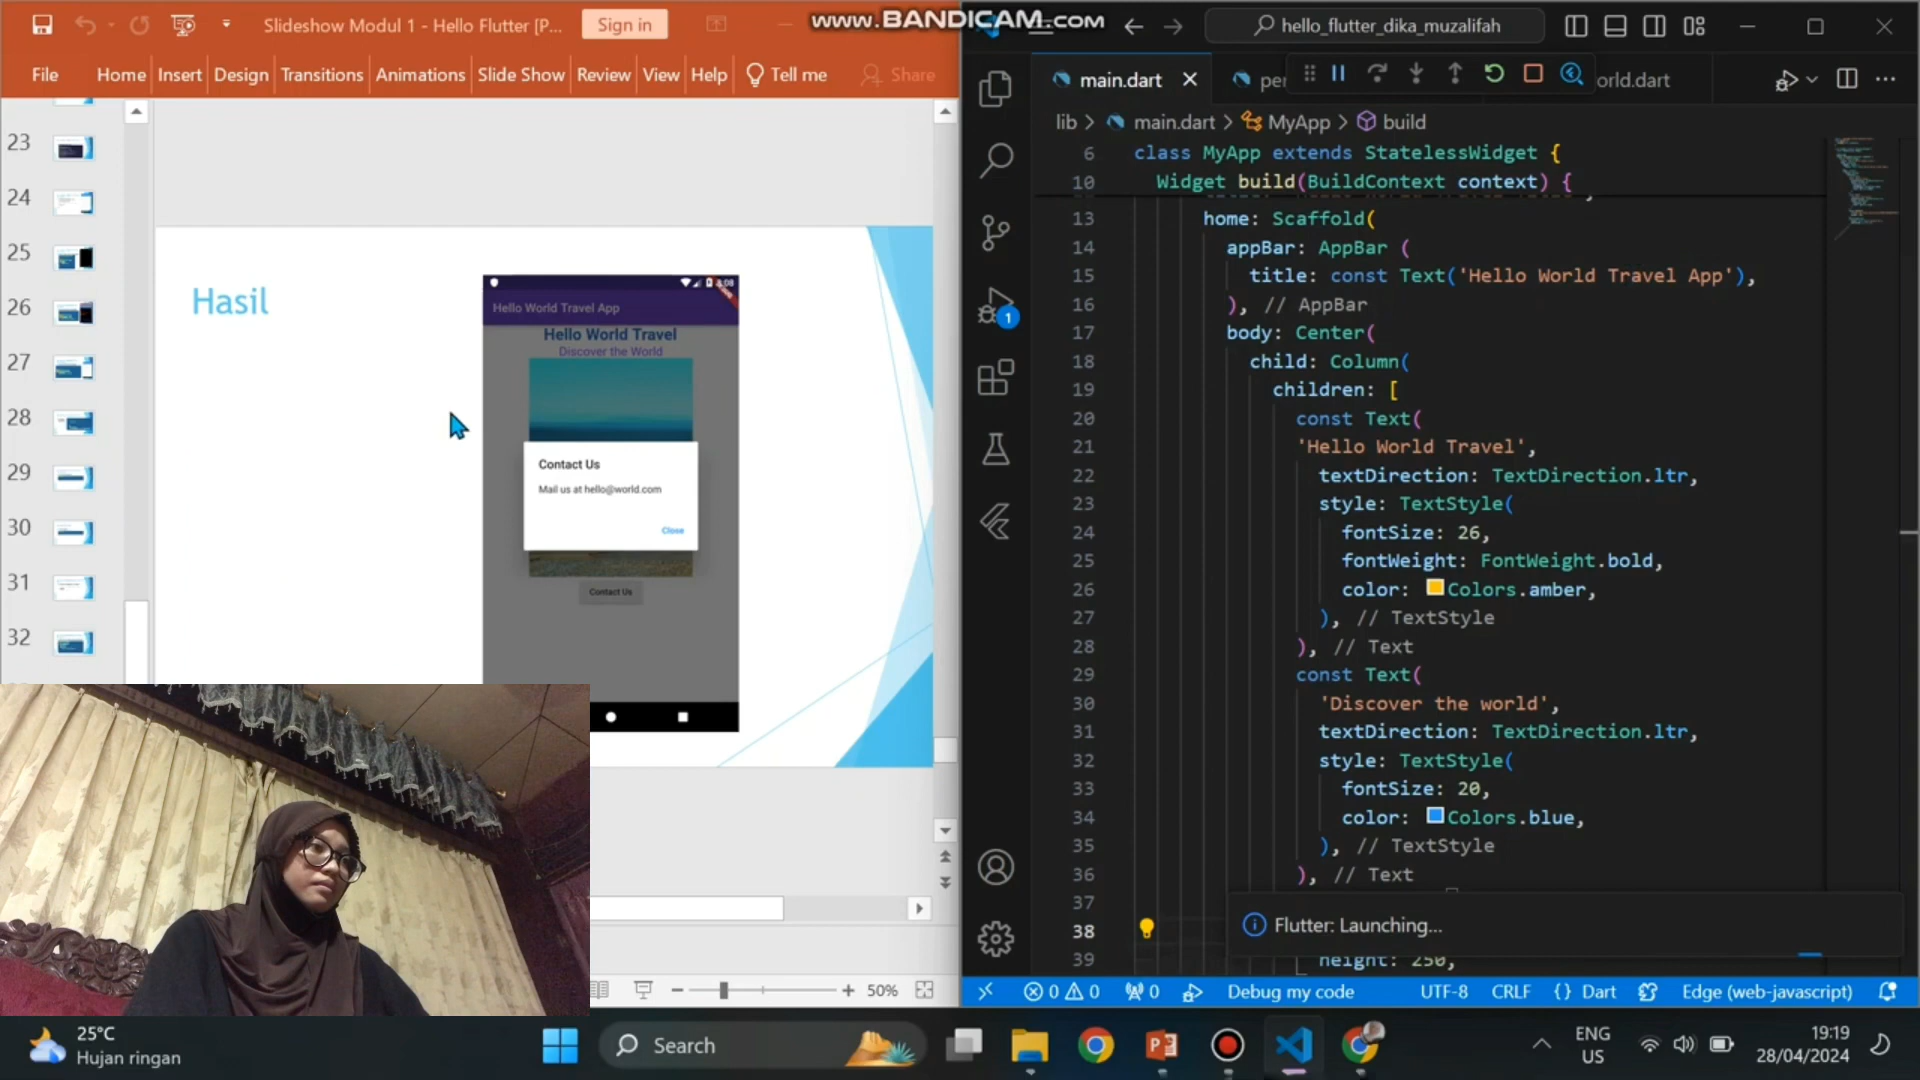 Slideshow Modul 1 - Hello Flutter [P...
Sign in
www.BANDICAM.com
File Home Insert Design Transitions Animations Slide Show Review View Help Tell me Share
23
24
25
26
27
28
29
30
31
32
Hasil
Hello World Travel App
Hello World Travel
Discover the World
Contact Us
Mail us at hello@world.com
Close
Contact Us
50%
hello_flutter_dika_muzalifah
main.dart
per
orld.dart
lib > main.dart > MyApp > build
6 class MyApp extends StatelessWidget {
10 Widget build(BuildContext context) {
13 home: Scaffold(
14 appBar: AppBar (
15 title: const Text('Hello World Travel App'),
16 ), // AppBar
17 body: Center(
18 child: Column(
19 children: [
20 const Text(
21 'Hello World Travel',
22 textDirection: TextDirection.ltr,
23 style: TextStyle(
24 fontSize: 26,
25 fontWeight: FontWeight.bold,
26 color: Colors.amber,
27 ), // TextStyle
28 ), // Text
29 const Text(
30 'Discover the world',
31 textDirection: TextDirection.ltr,
32 style: TextStyle(
33 fontSize: 20,
34 color: Colors.blue,
35 ), // TextStyle
36 ), // Text
37
38
39 height: 250,
1
Flutter: Launching...
0 0 0 Debug my code UTF-8 CRLF {} Dart Edge (web-javascript)
25°C
Hujan ringan
Search
ENG
US
19:19
28/04/2024